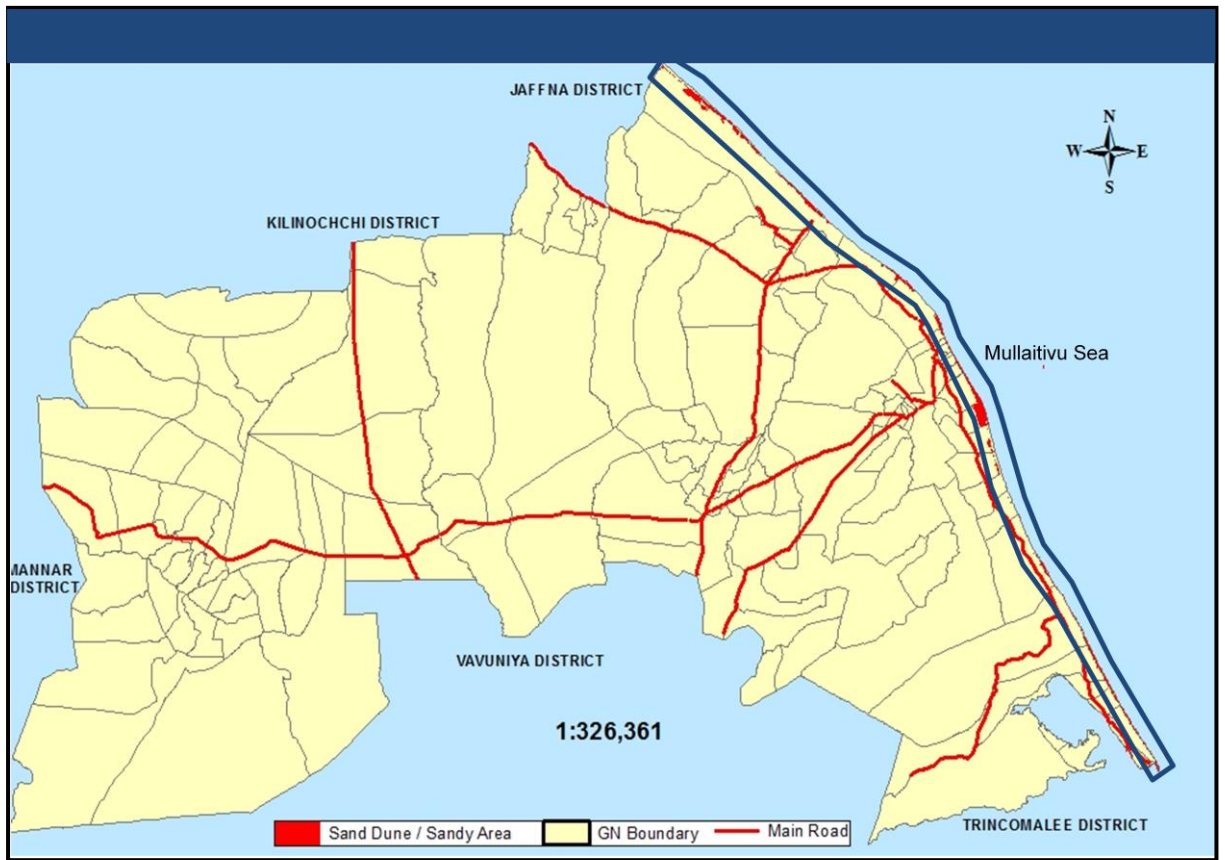 JAFFNA DISTRICT
N
W E
S
KILINOCHCHI DISTRICT
Mullaitivu Sea
MANNAR
DISTRICT
VAVUNIYA DISTRICT
1:326,361
TRINCOMALEE DISTRICT
Sand Dune / Sandy Area GN Boundary Main Road